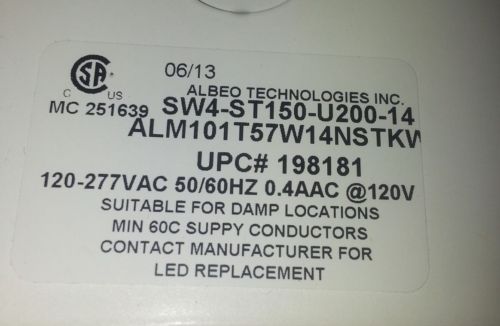 06/13
C US
ALBEO TECHNOLOGIES INC.
MC 251639 SW4-ST150-U200-14
ALM101T57W14NSTKW
UPC# 198181
120-277VAC 50/60HZ 0.4AAC @120V
SUITABLE FOR DAMP LOCATIONS
MIN 60C SUPPY CONDUCTORS
CONTACT MANUFACTURER FOR
LED REPLACEMENT